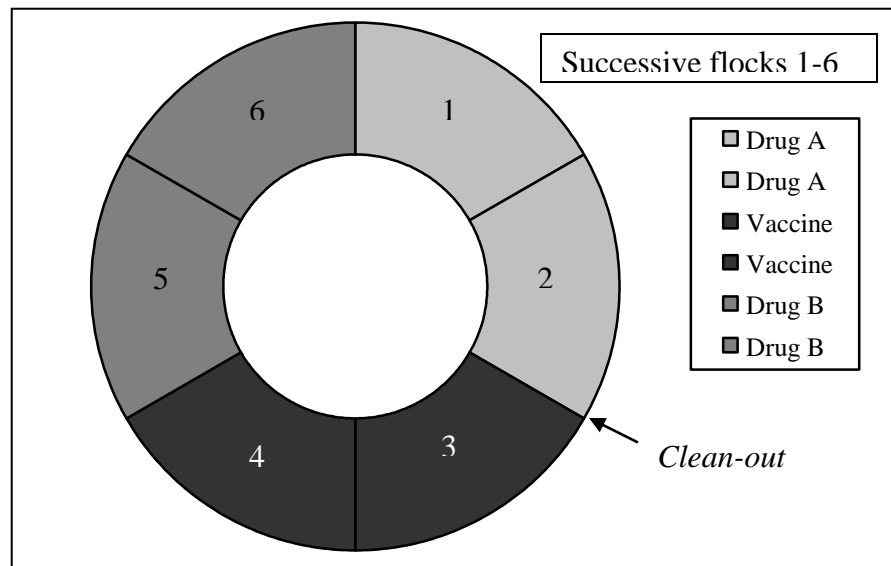 Successive flocks 1-6
6
1
Drug A
Drug A
Vaccine
Vaccine
Drug B
Drug B
5
2
4
3
Clean-out